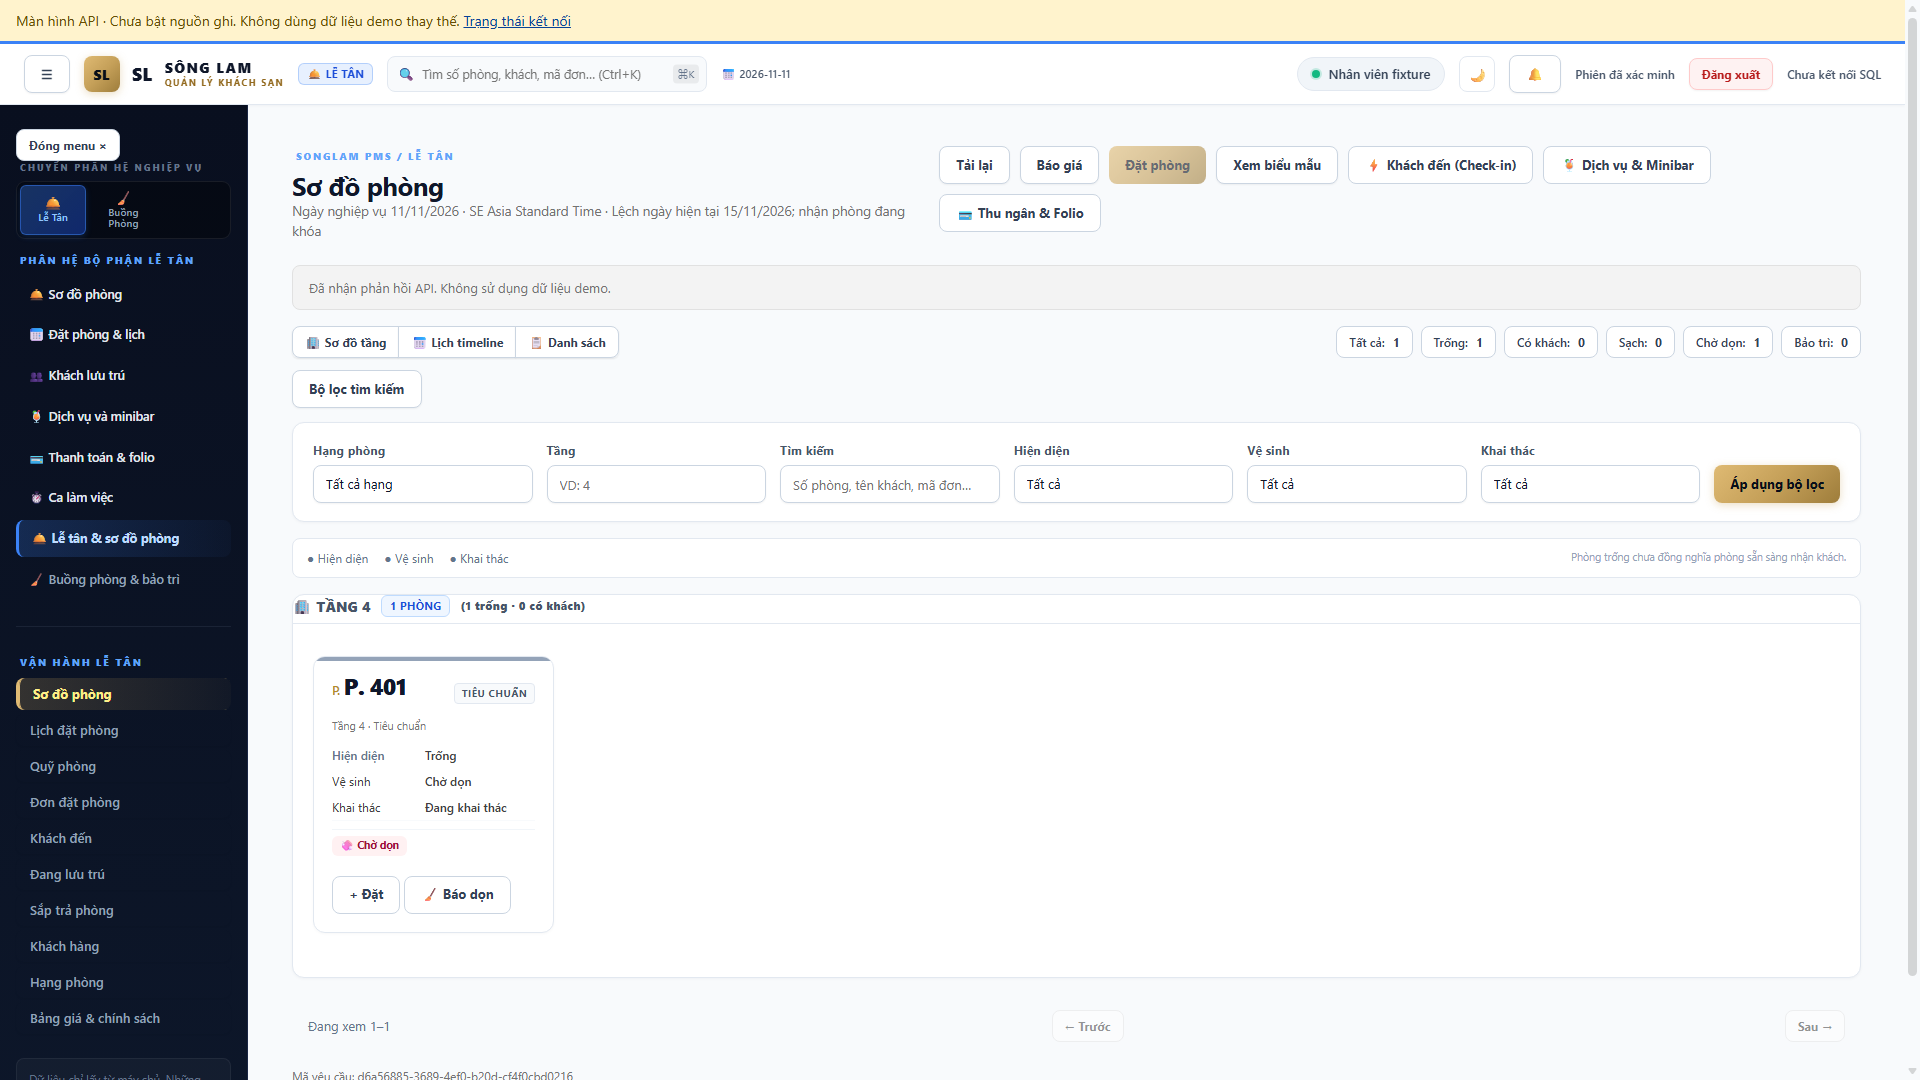 Màn hình API · Chưa bật nguồn ghi. Không dùng dữ liệu demo thay thế. Trạng thái kết nối
☰
SL
SL
SÔNG LAM
QUẢN LÝ KHÁCH SẠN
LỄ TÂN
Tìm số phòng, khách, mã đơn... (Ctrl+K)
⌘K
2026-11-11
Nhân viên fixture
Phiên đã xác minh
Đăng xuất
Chưa kết nối SQL
Đóng menu ×
CHUYỂN PHÂN HỆ NGHIỆP VỤ
Lễ Tân
Buồng
Phòng
PHÂN HỆ BỘ PHẬN LỄ TÂN
Sơ đồ phòng
Đặt phòng & lịch
Khách lưu trú
Dịch vụ và minibar
Thanh toán & folio
Ca làm việc
Lễ tân & sơ đồ phòng
Buồng phòng & bảo trì
VẬN HÀNH LỄ TÂN
Sơ đồ phòng
Lịch đặt phòng
Quỹ phòng
Đơn đặt phòng
Khách đến
Đang lưu trú
Sắp trả phòng
Khách hàng
Hạng phòng
Bảng giá & chính sách
Dữ liệu chỉ lấy từ máy chủ. Những
SONGLAM PMS / LỄ TÂN
Sơ đồ phòng
Ngày nghiệp vụ 11/11/2026 · SE Asia Standard Time · Lệch ngày hiện tại 15/11/2026; nhận phòng đang
khóa
Tải lại
Báo giá
Đặt phòng
Xem biểu mẫu
Khách đến (Check-in)
Dịch vụ & Minibar
Thu ngân & Folio
Đã nhận phản hồi API. Không sử dụng dữ liệu demo.
Sơ đồ tầng
Lịch timeline
Danh sách
Tất cả: 1
Trống: 1
Có khách: 0
Sạch: 0
Chờ dọn: 1
Bảo trì: 0
Bộ lọc tìm kiếm
Hạng phòng
Tầng
Tìm kiếm
Hiện diện
Vệ sinh
Khai thác
Tất cả hạng
VD: 4
Số phòng, tên khách, mã đơn...
Tất cả
Tất cả
Tất cả
Áp dụng bộ lọc
● Hiện diện
● Vệ sinh
● Khai thác
Phòng trống chưa đồng nghĩa phòng sẵn sàng nhận khách.
TẦNG 4
1 PHÒNG
(1 trống · 0 có khách)
P. P. 401
TIÊU CHUẨN
Tầng 4 · Tiêu chuẩn
Hiện diện Trống
Vệ sinh Chờ dọn
Khai thác Đang khai thác
Chờ dọn
+ Đặt
Báo dọn
Đang xem 1–1
← Trước
Sau →
Mã yêu cầu: d6a56885-3689-4ef0-b20d-cf4f0cbd0216